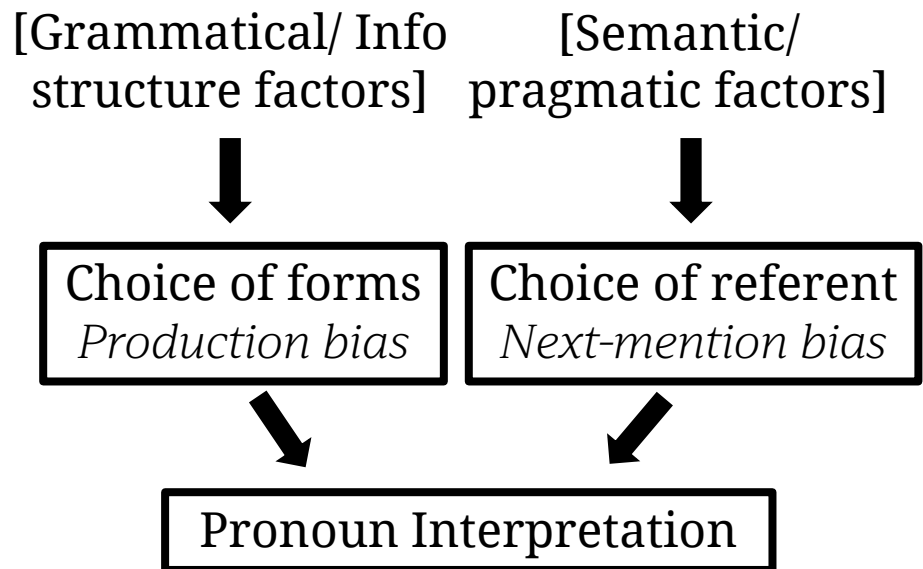 [Grammatical/ Info
structure factors]
[Semantic/
pragmatic factors]
Choice of forms
Production bias
Choice of referent
Next-mention bias
Pronoun Interpretation